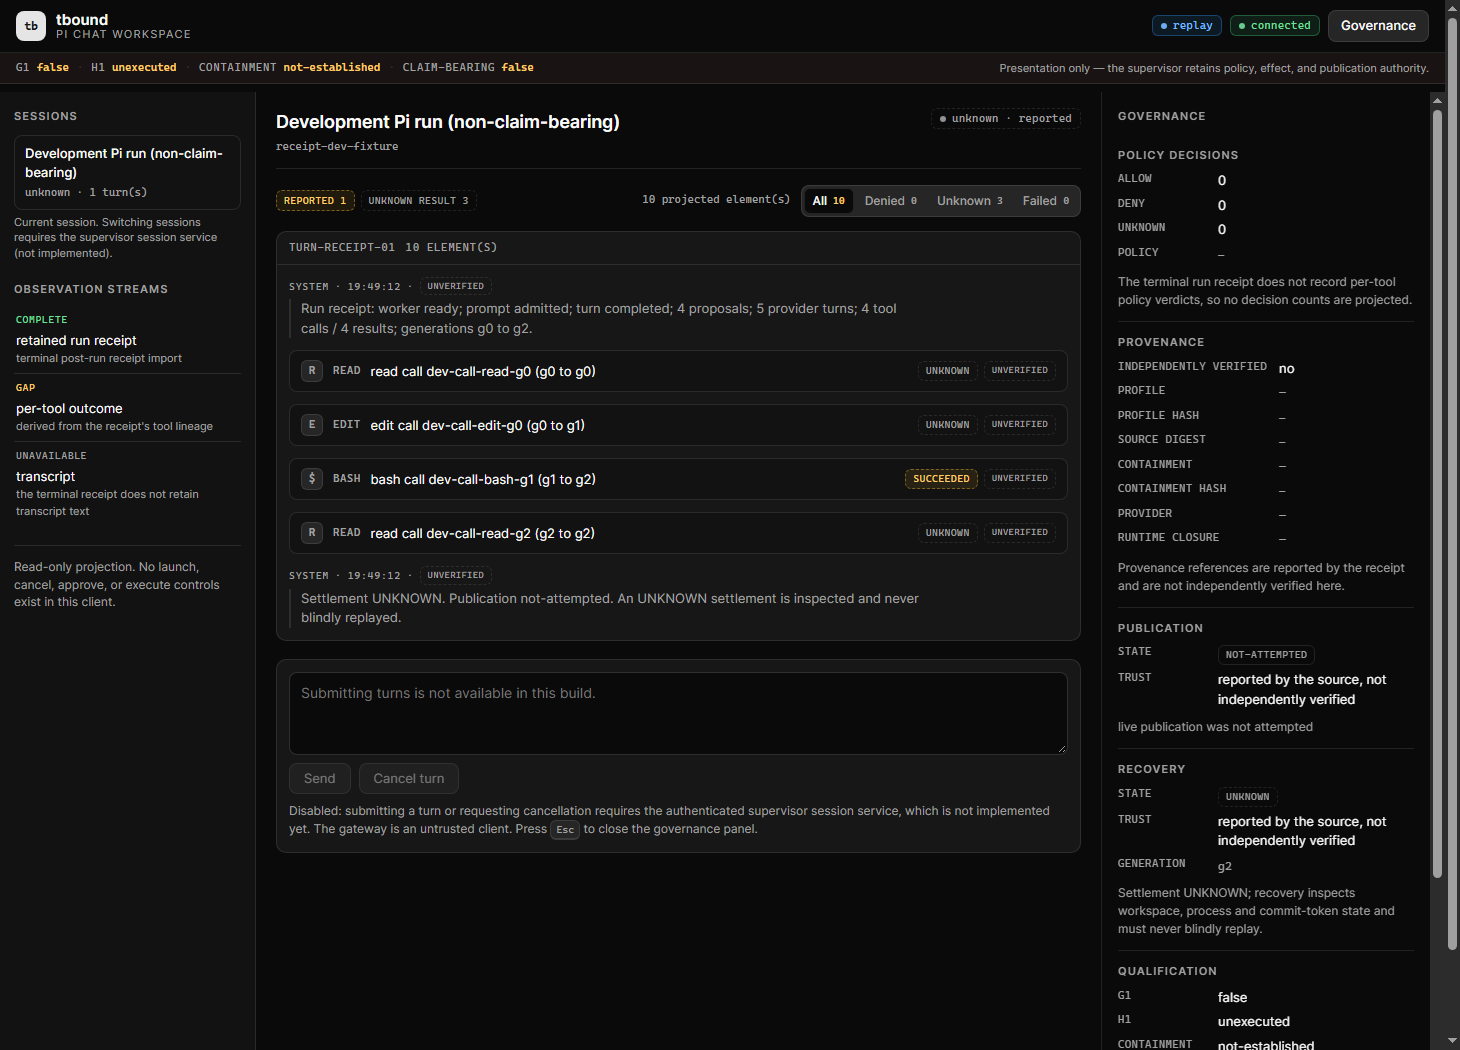 tb
tbound
PI CHAT WORKSPACE
replay
connected
Governance
G1 false · H1 unexecuted · CONTAINMENT not-established · CLAIM-BEARING false
Presentation only — the supervisor retains policy, effect, and publication authority.
SESSIONS
Development Pi run (non-claim-
bearing)
unknown · 1 turn(s)
Current session. Switching sessions
requires the supervisor session service
(not implemented).
OBSERVATION STREAMS
COMPLETE
retained run receipt
terminal post-run receipt import
GAP
per-tool outcome
derived from the receipt's tool lineage
UNAVAILABLE
transcript
the terminal receipt does not retain
transcript text
Read-only projection. No launch,
cancel, approve, or execute controls
exist in this client.
Development Pi run (non-claim-bearing)
unknown · reported
receipt-dev-fixture
REPORTED 1
UNKNOWN RESULT 3
10 projected element(s)
All 10
Denied 0
Unknown 3
Failed 0
TURN-RECEIPT-01 10 ELEMENT(S)
SYSTEM · 19:49:12 · UNVERIFIED
Run receipt: worker ready; prompt admitted; turn completed; 4 proposals; 5 provider turns; 4 tool
calls / 4 results; generations g0 to g2.
R READ read call dev-call-read-g0 (g0 to g0) UNKNOWN UNVERIFIED
E EDIT edit call dev-call-edit-g0 (g0 to g1) UNKNOWN UNVERIFIED
$ BASH bash call dev-call-bash-g1 (g1 to g2) SUCCEEDED UNVERIFIED
R READ read call dev-call-read-g2 (g2 to g2) UNKNOWN UNVERIFIED
SYSTEM · 19:49:12 · UNVERIFIED
Settlement UNKNOWN. Publication not-attempted. An UNKNOWN settlement is inspected and never
blindly replayed.
Submitting turns is not available in this build.
Send
Cancel turn
Disabled: submitting a turn or requesting cancellation requires the authenticated supervisor session service, which is not implemented
yet. The gateway is an untrusted client. Press Esc to close the governance panel.
GOVERNANCE
POLICY DECISIONS
ALLOW 0
DENY 0
UNKNOWN 0
POLICY –
The terminal run receipt does not record per-tool
policy verdicts, so no decision counts are projected.
PROVENANCE
INDEPENDENTLY VERIFIED no
PROFILE –
PROFILE HASH –
SOURCE DIGEST –
CONTAINMENT –
CONTAINMENT HASH –
PROVIDER –
RUNTIME CLOSURE –
Provenance references are reported by the receipt
and are not independently verified here.
PUBLICATION
STATE NOT-ATTEMPTED
TRUST reported by the source, not
independently verified
live publication was not attempted
RECOVERY
STATE UNKNOWN
TRUST reported by the source, not
independently verified
GENERATION g2
Settlement UNKNOWN; recovery inspects
workspace, process and commit-token state and
must never blindly replay.
QUALIFICATION
G1 false
H1 unexecuted
CONTAINMENT not-established